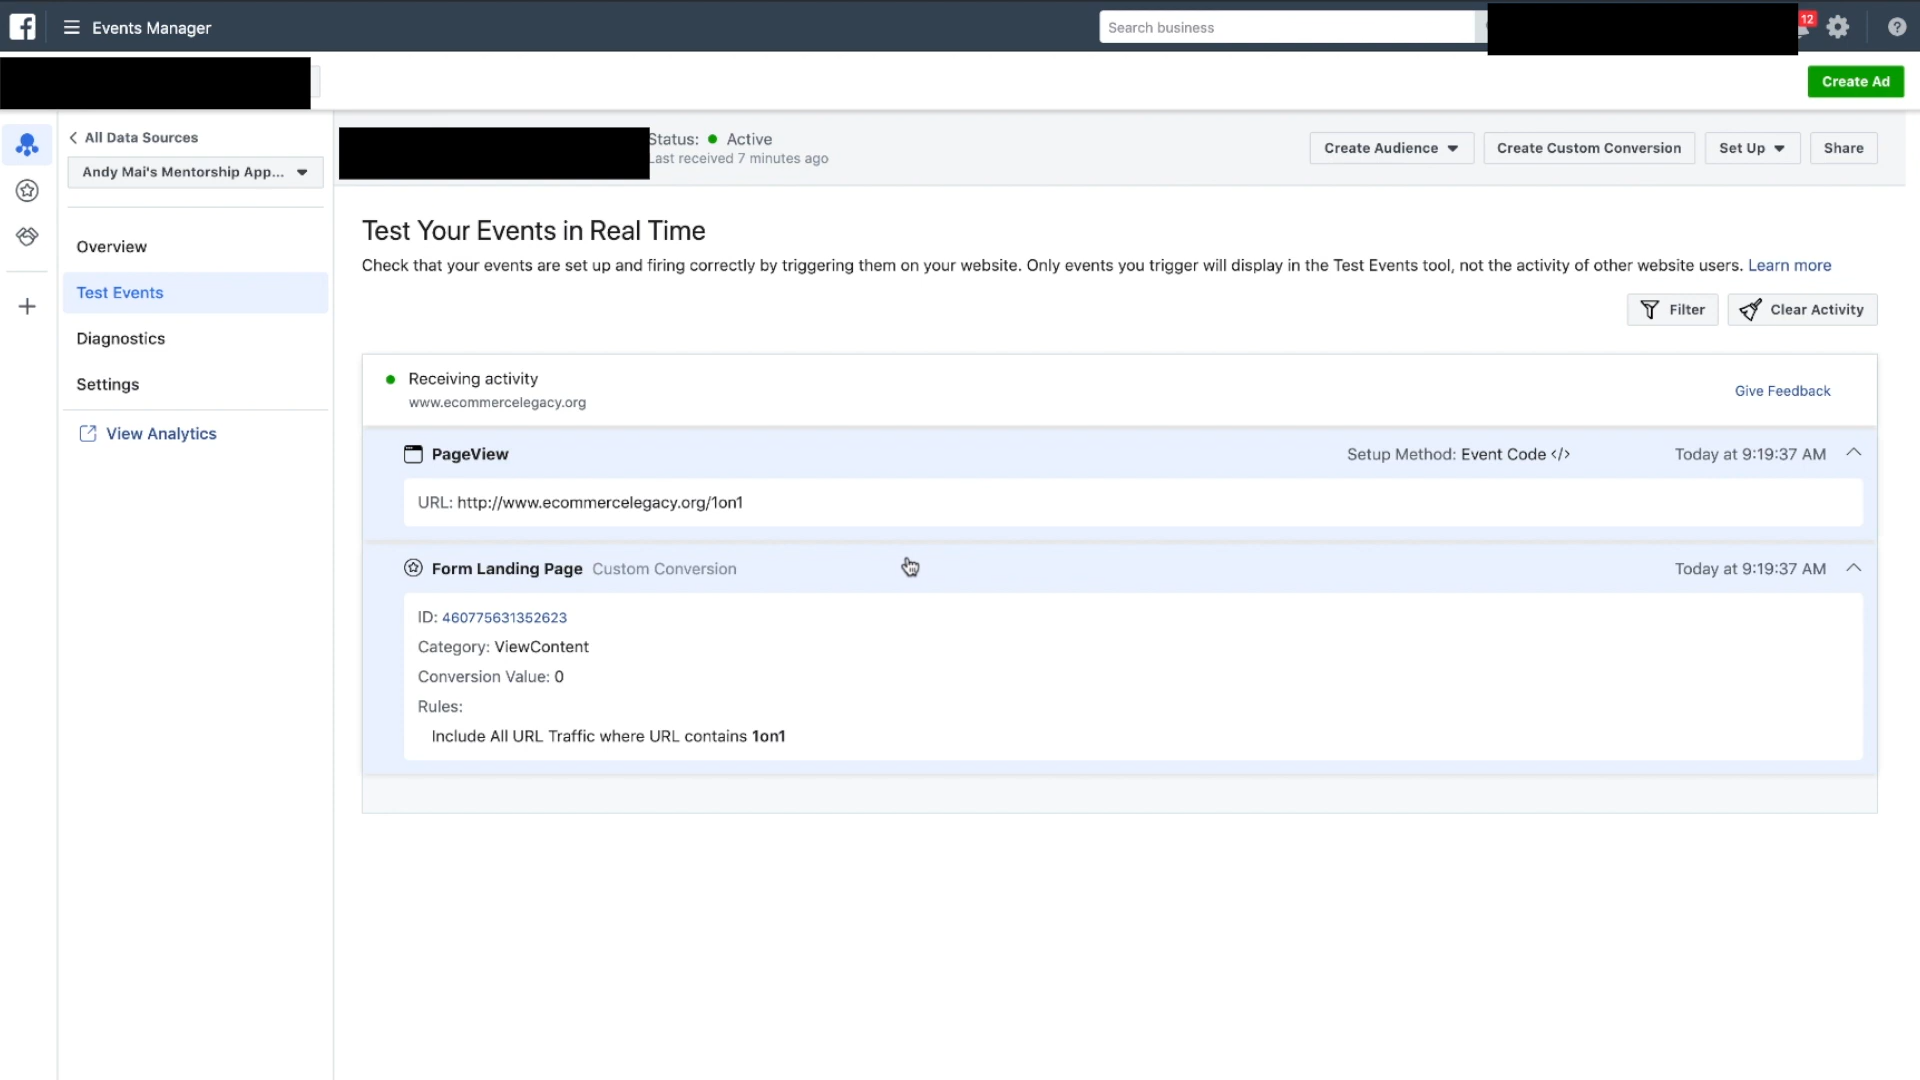 Events Manager
Search business
12
Create Ad
All Data Sources
Andy Mai's Mentorship App...
Status: Active
Last received 7 minutes ago
Create Audience
Create Custom Conversion
Set Up
Share
Overview
Test Events
Diagnostics
Settings
View Analytics
Test Your Events in Real Time
Check that your events are set up and firing correctly by triggering them on your website. Only events you trigger will display in the Test Events tool, not the activity of other website users. Learn more
Filter
Clear Activity
Receiving activity
www.ecommercelegacy.org
Give Feedback
PageView
Setup Method: Event Code </>
Today at 9:19:37 AM
URL: http://www.ecommercelegacy.org/1on1
Form Landing Page Custom Conversion
Today at 9:19:37 AM
ID: 460775631352623
Category: ViewContent
Conversion Value: 0
Rules:
Include All URL Traffic where URL contains 1on1